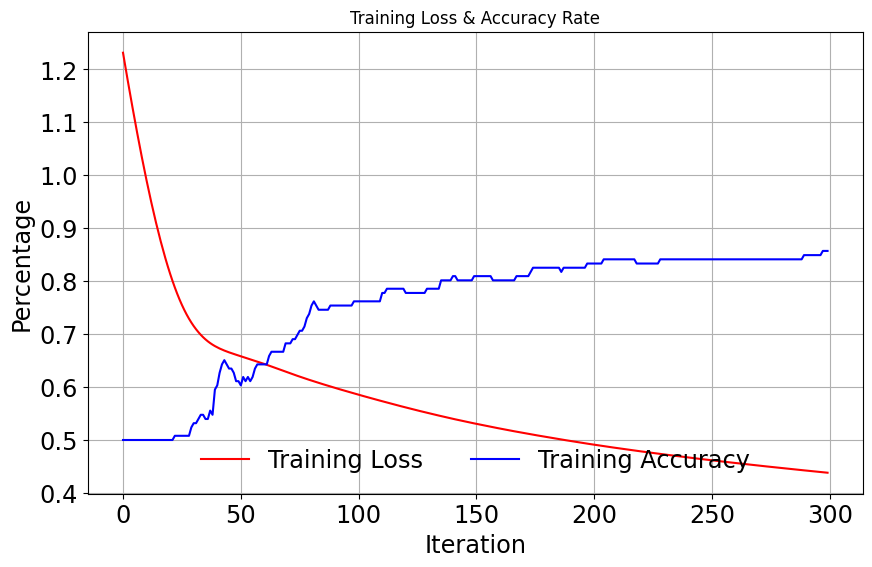 Training Loss & Accuracy Rate
1.2
1.1
1.0
0.9
0.8
0.7
0.6
0.5
0.4
Percentage
Training Loss
Training Accuracy
0 50 100 150 200 250 300
Iteration